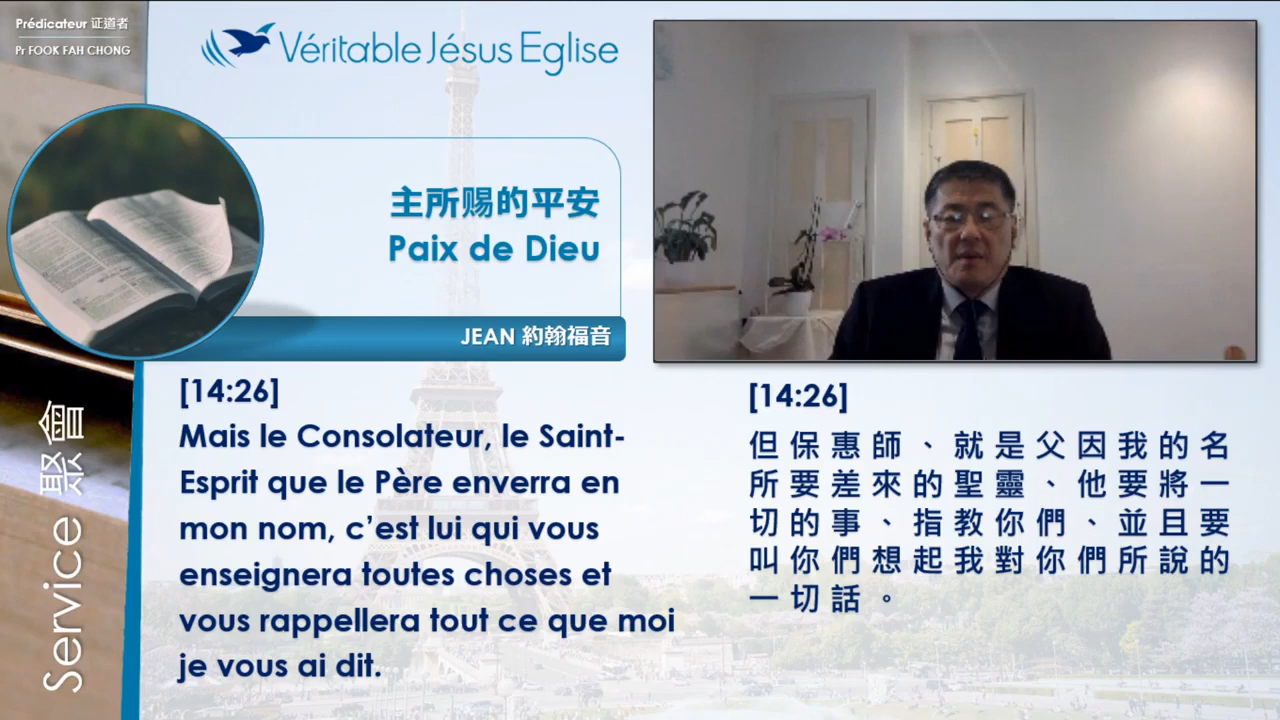 Prédicateur 证道者
Pr FOOK FAH CHONG
Véritable Jésus Eglise
主所赐的平安
Paix de Dieu
JEAN 約翰福音
Service 聚會
[14:26]
Mais le Consolateur, le Saint-
Esprit que le Père enverra en
mon nom, c’est lui qui vous
enseignera toutes choses et
vous rappellera tout ce que moi
je vous ai dit.
[14:26]
但保惠師、就是父因我的名
所要差來的聖靈、他要將一
切的事、指教你們、並且要
叫你們想起我對你們所說的
一切話。